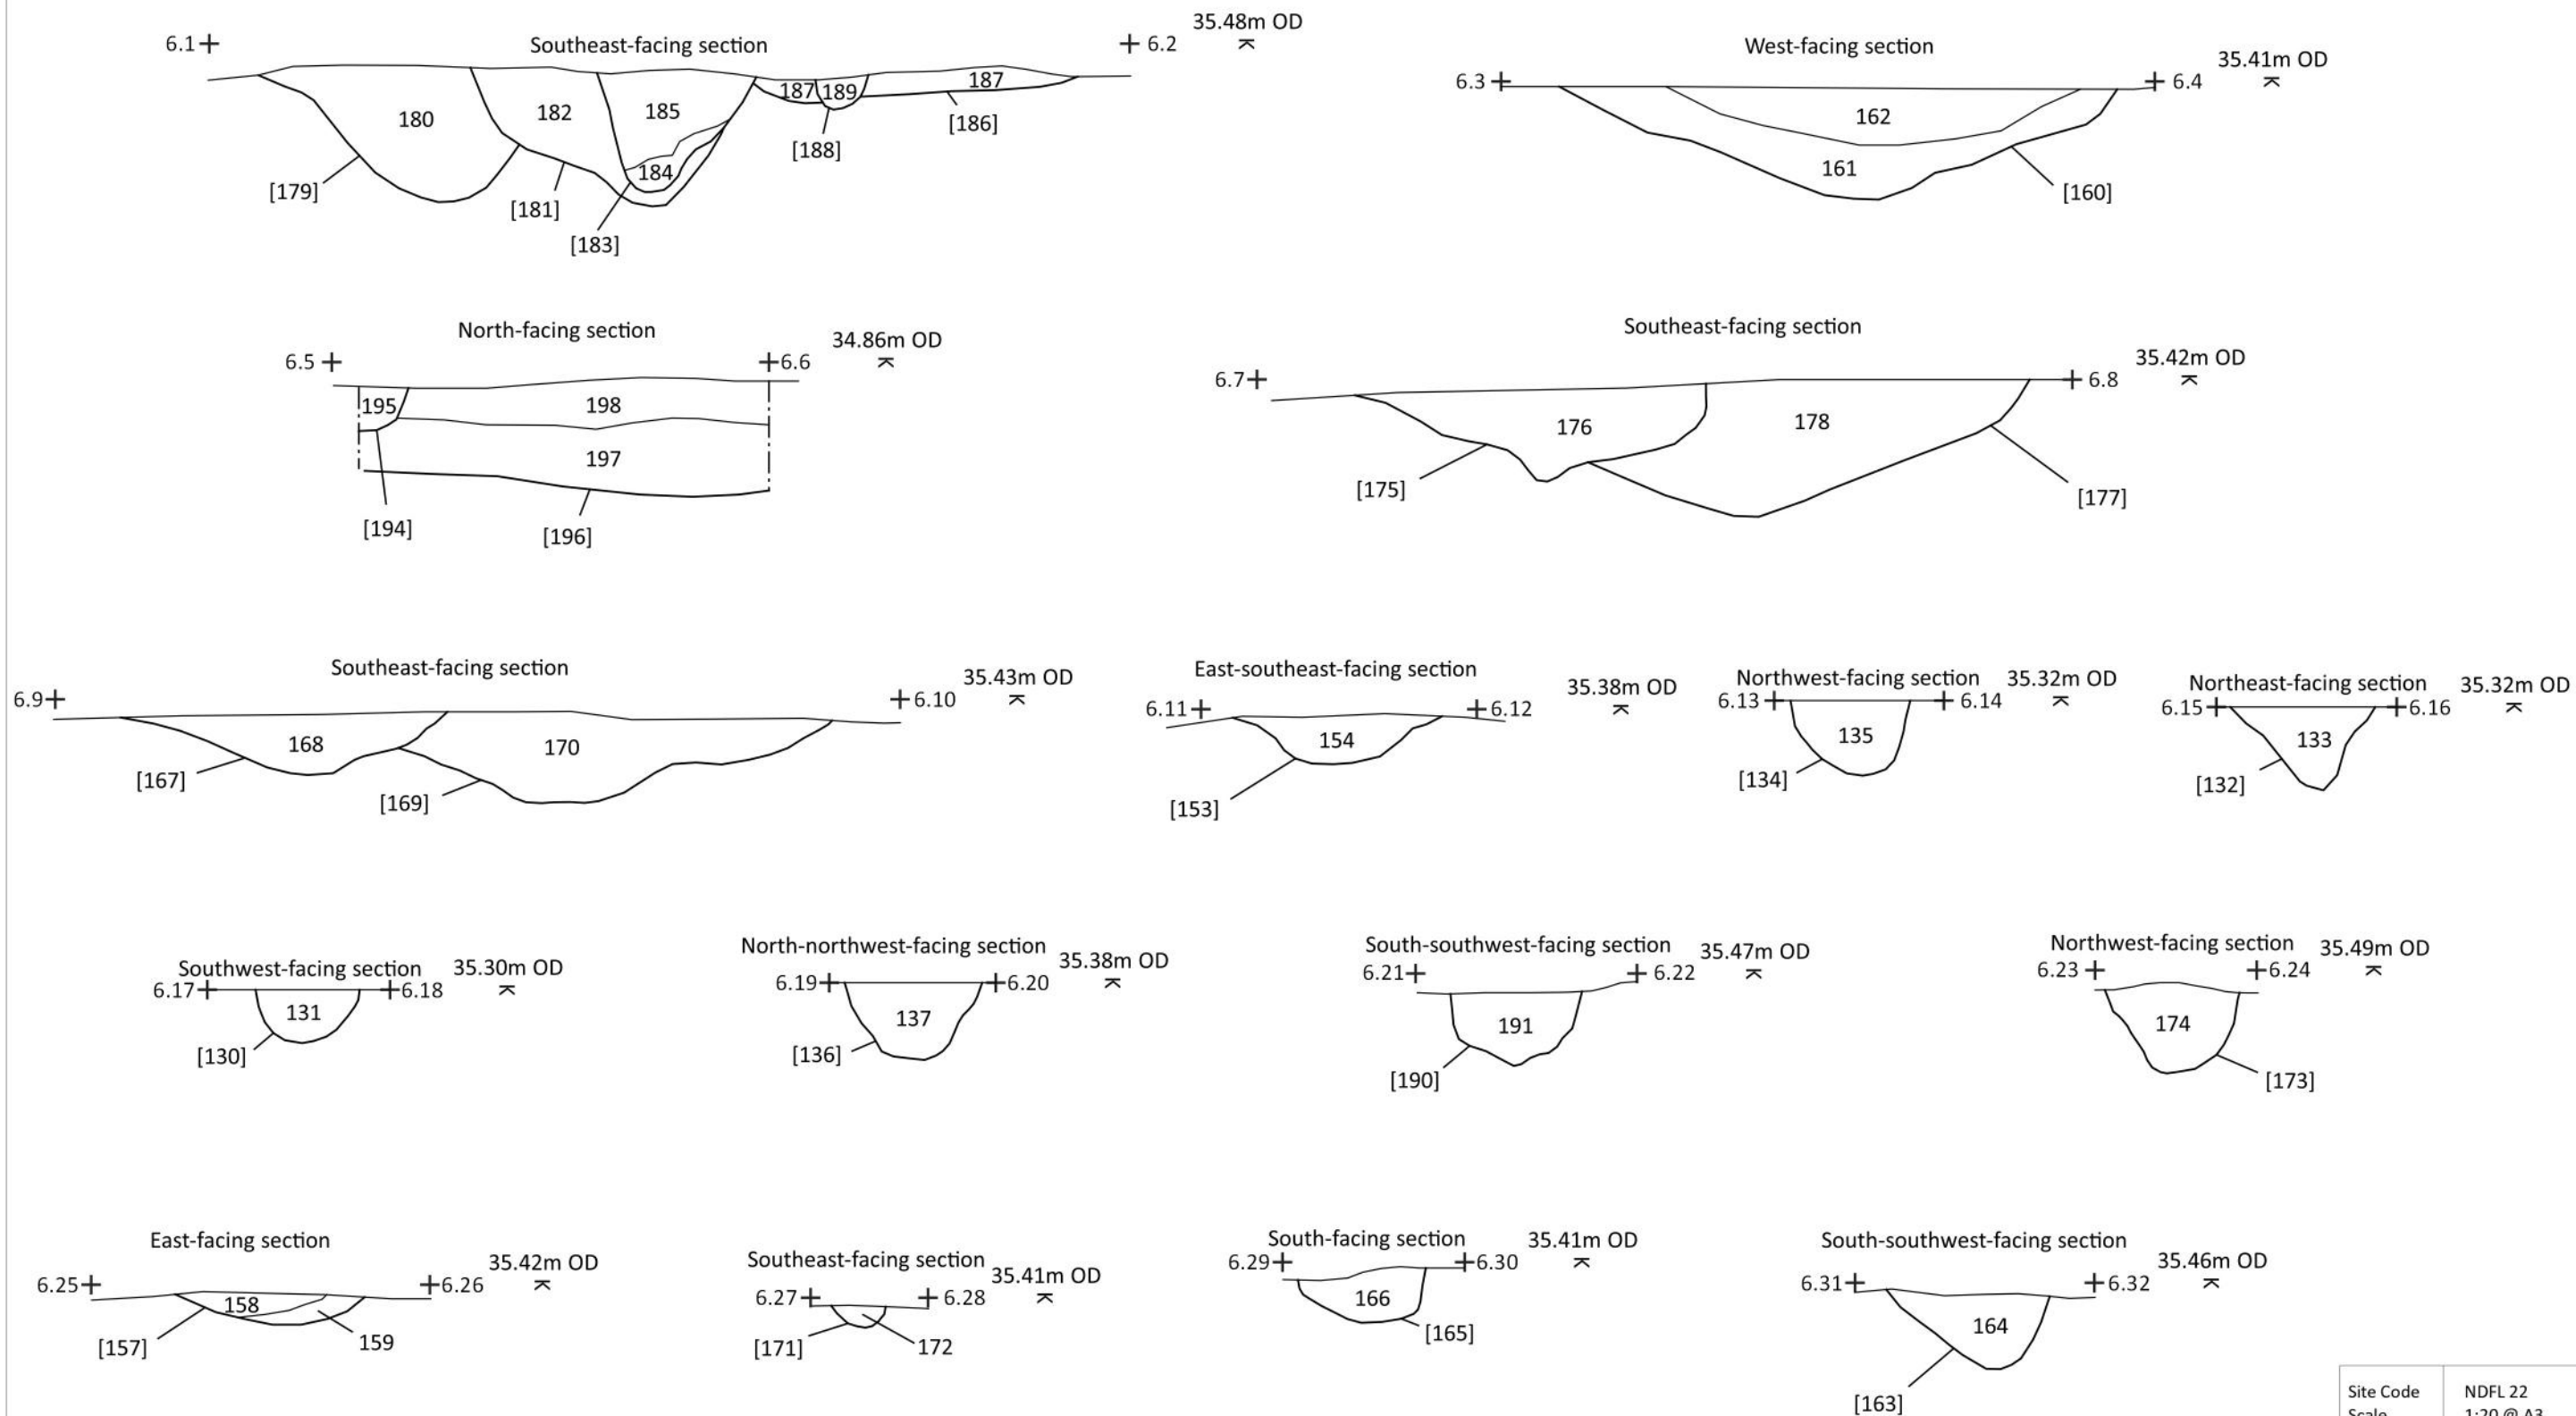 35.48m OD
6.1
Southeast-facing section
6.2
180
182
185
187
189
187
184
[179]
[181]
[183]
[188]
[186]
West-facing section
35.41m OD
6.3
6.4
162
161
[160]
North-facing section
34.86m OD
6.5
6.6
195
198
197
[194]
[196]
Southeast-facing section
35.42m OD
6.7
6.8
176
178
[175]
[177]
Southeast-facing section
35.43m OD
6.9
6.10
168
170
[167]
[169]
East-southeast-facing section
35.38m OD
6.11
6.12
154
[153]
Northwest-facing section
35.32m OD
6.13
6.14
135
[134]
Northeast-facing section
35.32m OD
6.15
6.16
133
[132]
Southwest-facing section
35.30m OD
6.17
6.18
131
[130]
North-northwest-facing section
35.38m OD
6.19
6.20
137
[136]
South-southwest-facing section
35.47m OD
6.21
6.22
191
[190]
Northwest-facing section
35.49m OD
6.23
6.24
174
[173]
East-facing section
35.42m OD
6.25
6.26
158
[157]
159
Southeast-facing section
35.41m OD
6.27
6.28
[171]
172
South-facing section
35.41m OD
6.29
6.30
166
[165]
South-southwest-facing section
35.46m OD
6.31
6.32
164
[163]
Site Code NDFL 22
Scale 1:20 @ A3